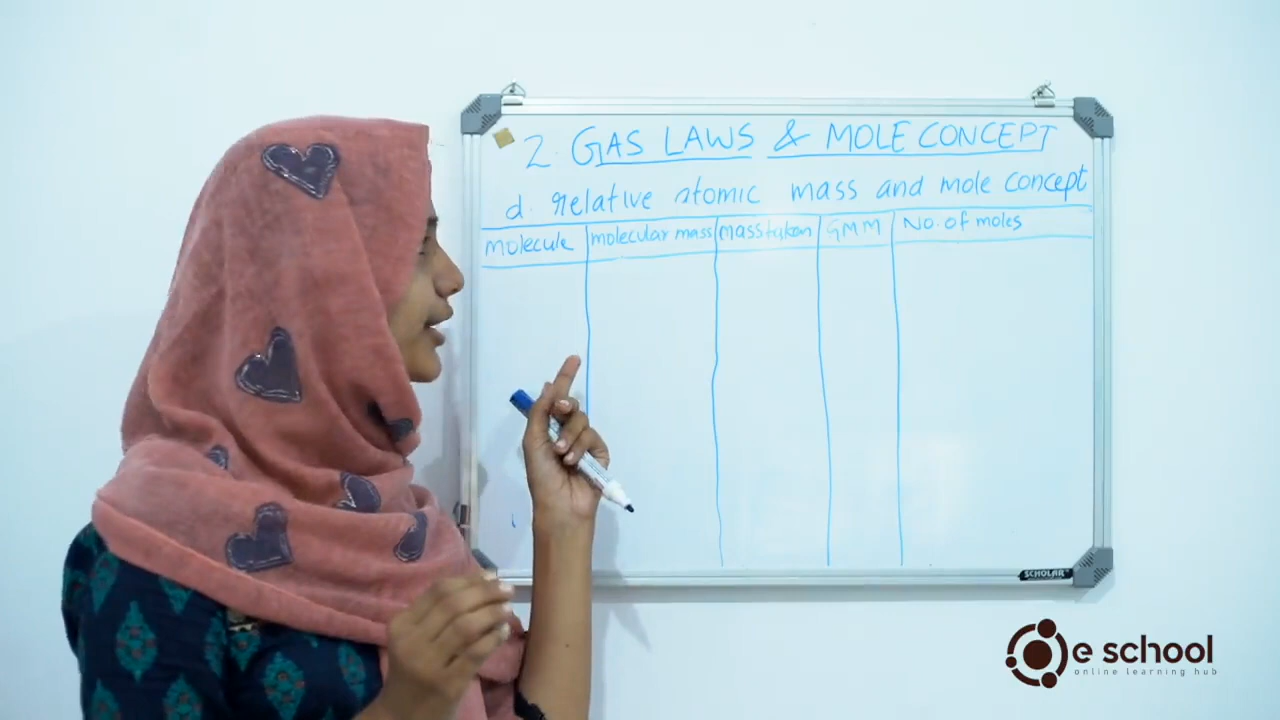 2. GAS LAWS & MOLE CONCEPT
d. relative atomic mass and mole concept
molecule molecular mass mass taken GMM No. of moles
SCHOLAR
e school
online learning hub